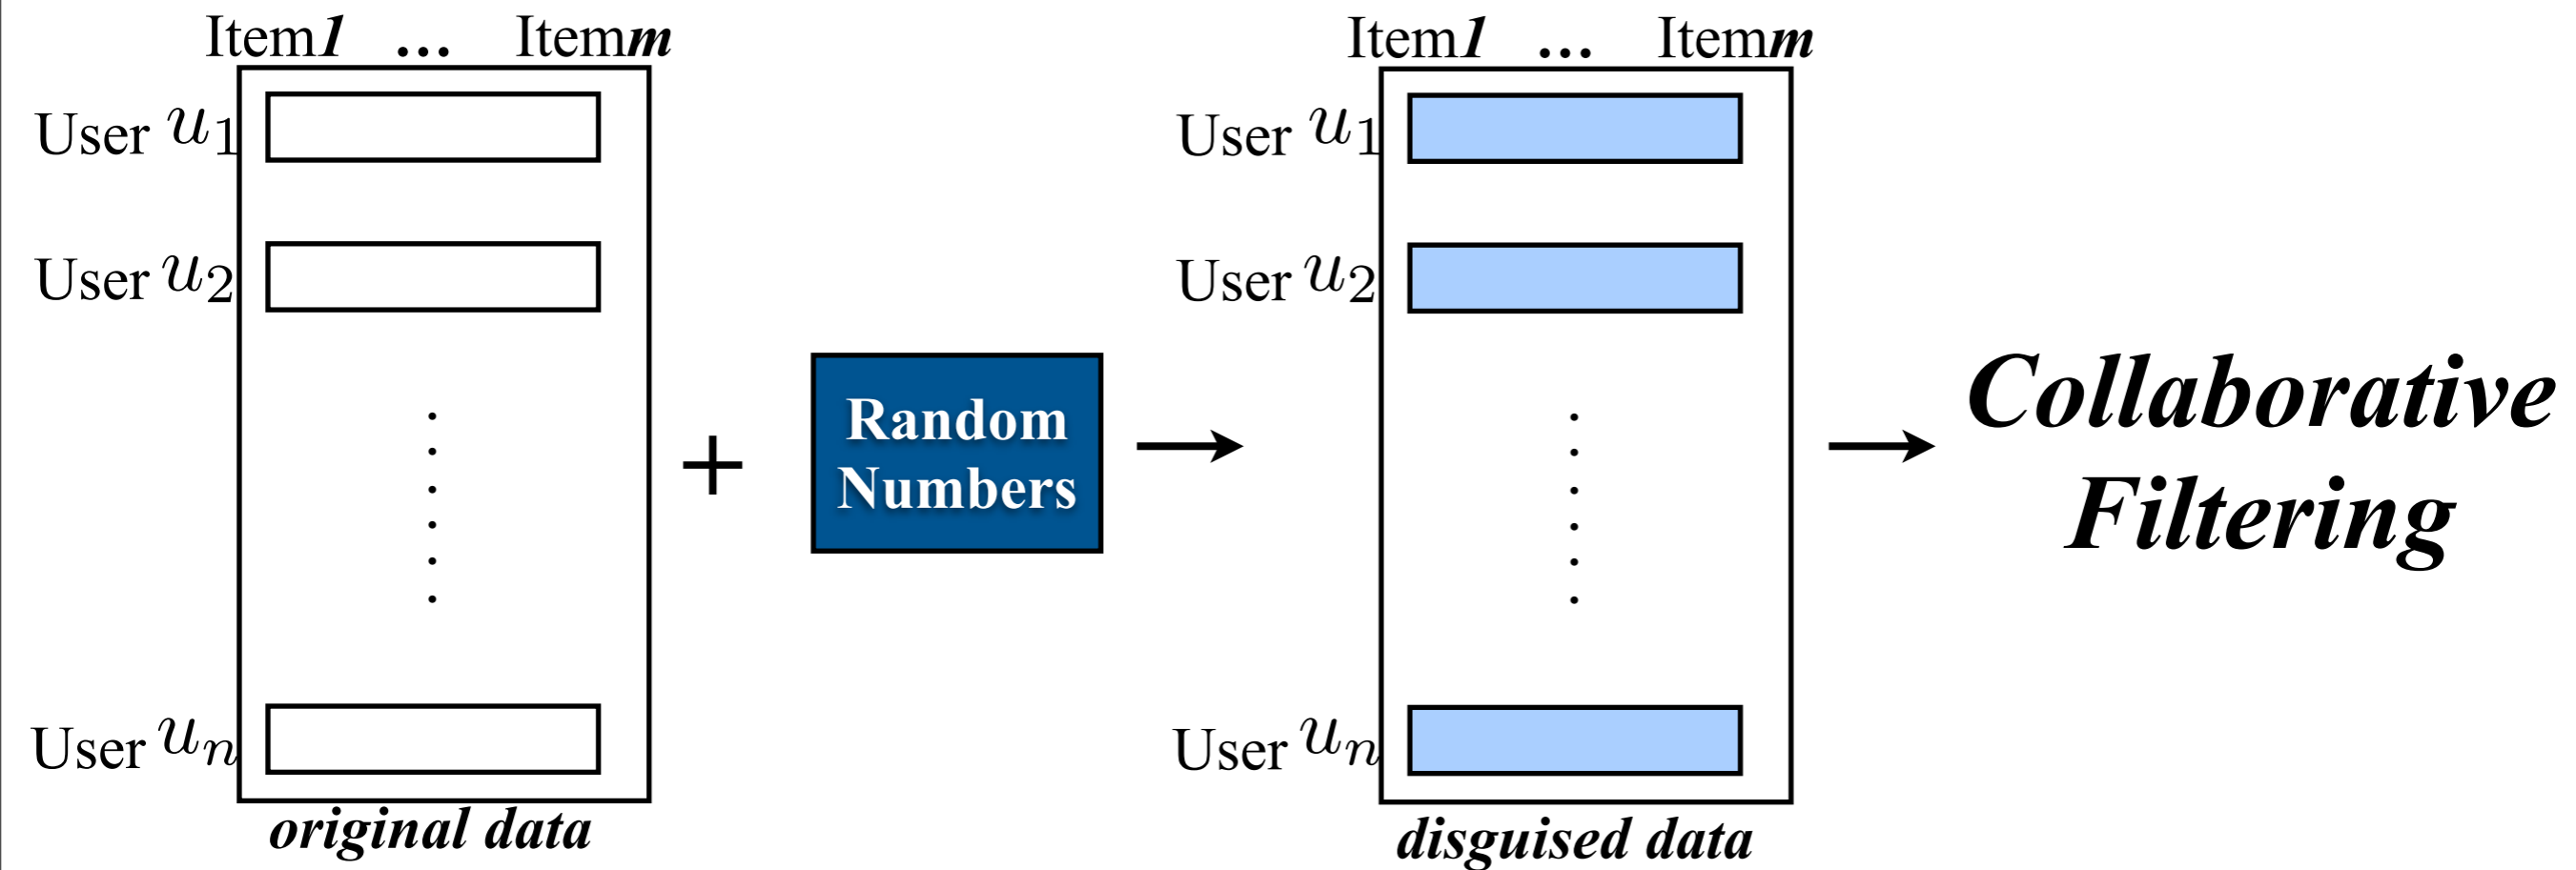 Item1 ... Itemm
User u1
User u2
User un
original data
+
Random
Numbers
Item1 ... Itemm
User u1
User u2
User un
disguised data
Collaborative
Filtering